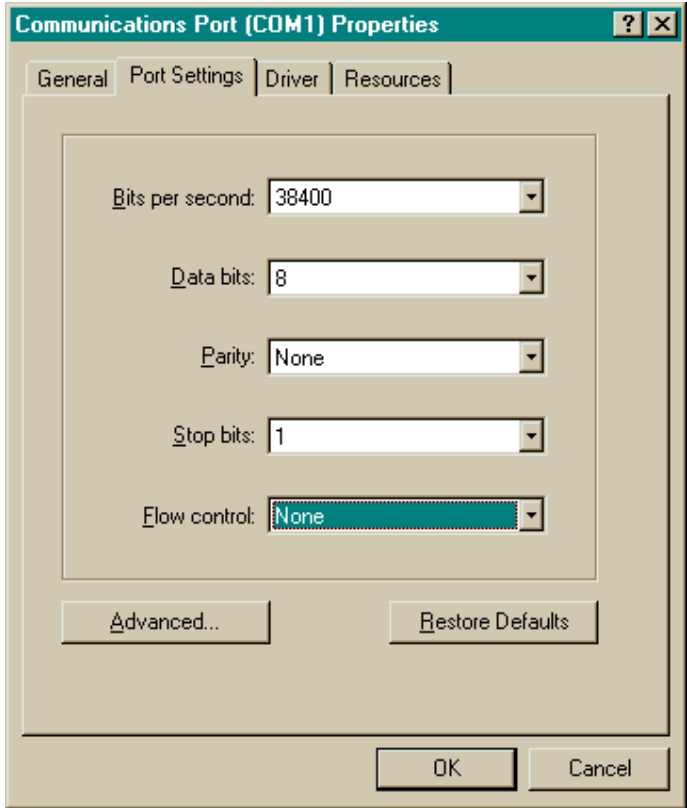 Communications Port (COM1) Properties
General Port Settings Driver Resources
Bits per second: 38400
Data bits: 8
Parity: None
Stop bits: 1
Flow control: None
Advanced... Restore Defaults
OK Cancel